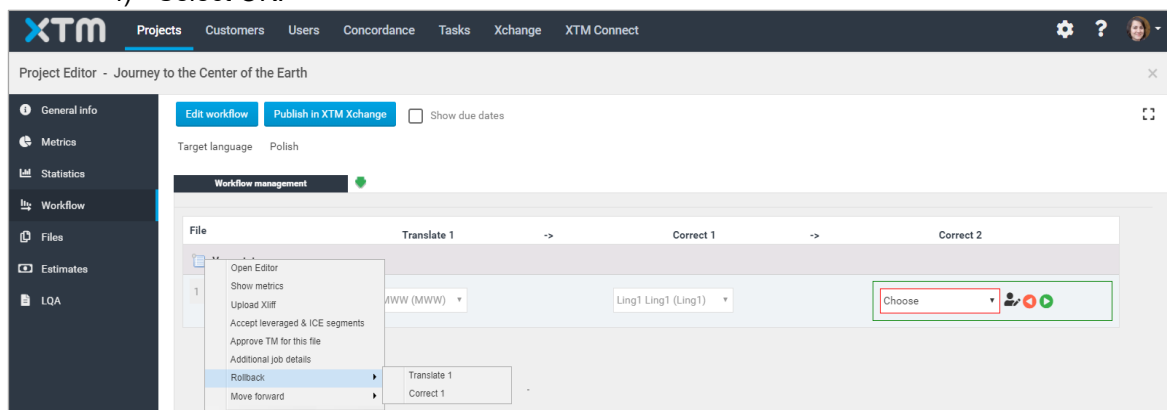 XTM Projects Customers Users Concordance Tasks Xchange XTM Connect ?
Project Editor - Journey to the Center of the Earth
General info
Metrics
Statistics
Workflow
Files
Estimates
LQA
Edit workflow Publish in XTM Xchange Show due dates
Target language Polish
Workflow management
File Translate 1 -> Correct 1 -> Correct 2
1 MWW (MWW) Ling1 Ling1 (Ling1) Choose
Open Editor
Show metrics
Upload Xliff
Accept leveraged & ICE segments
Approve TM for this file
Additional job details
Rollback
Move forward
Translate 1
Correct 1